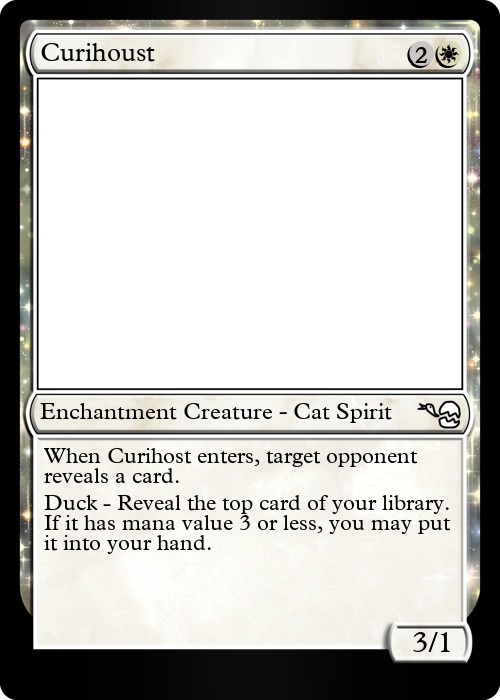 Curihoust
2
Enchantment Creature - Cat Spirit
When Curihost enters, target opponent
reveals a card.
Duck - Reveal the top card of your library.
If it has mana value 3 or less, you may put
it into your hand.
3/1